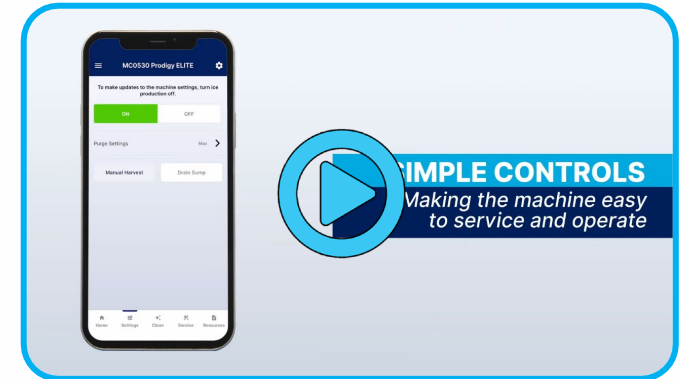 MC0530 Prodigy ELITE
To make updates to the machine settings, turn ice
production off.
ON
OFF
Purge Settings
Max
Manual Harvest
Drain Sump
Home
Settings
Clean
Service
Resources
SIMPLE CONTROLS
Making the machine easy
to service and operate